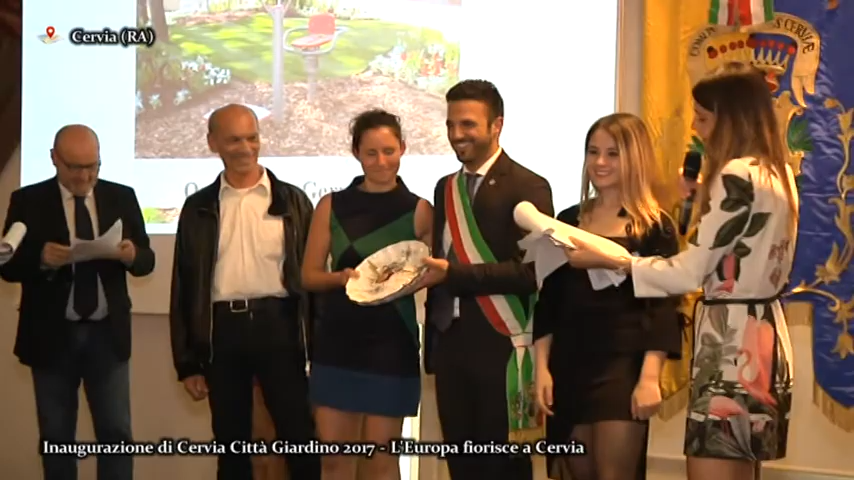 Cervia (RA)
Inaugurazione di Cervia Città Giardino 2017 - L'Europa fiorisce a Cervia